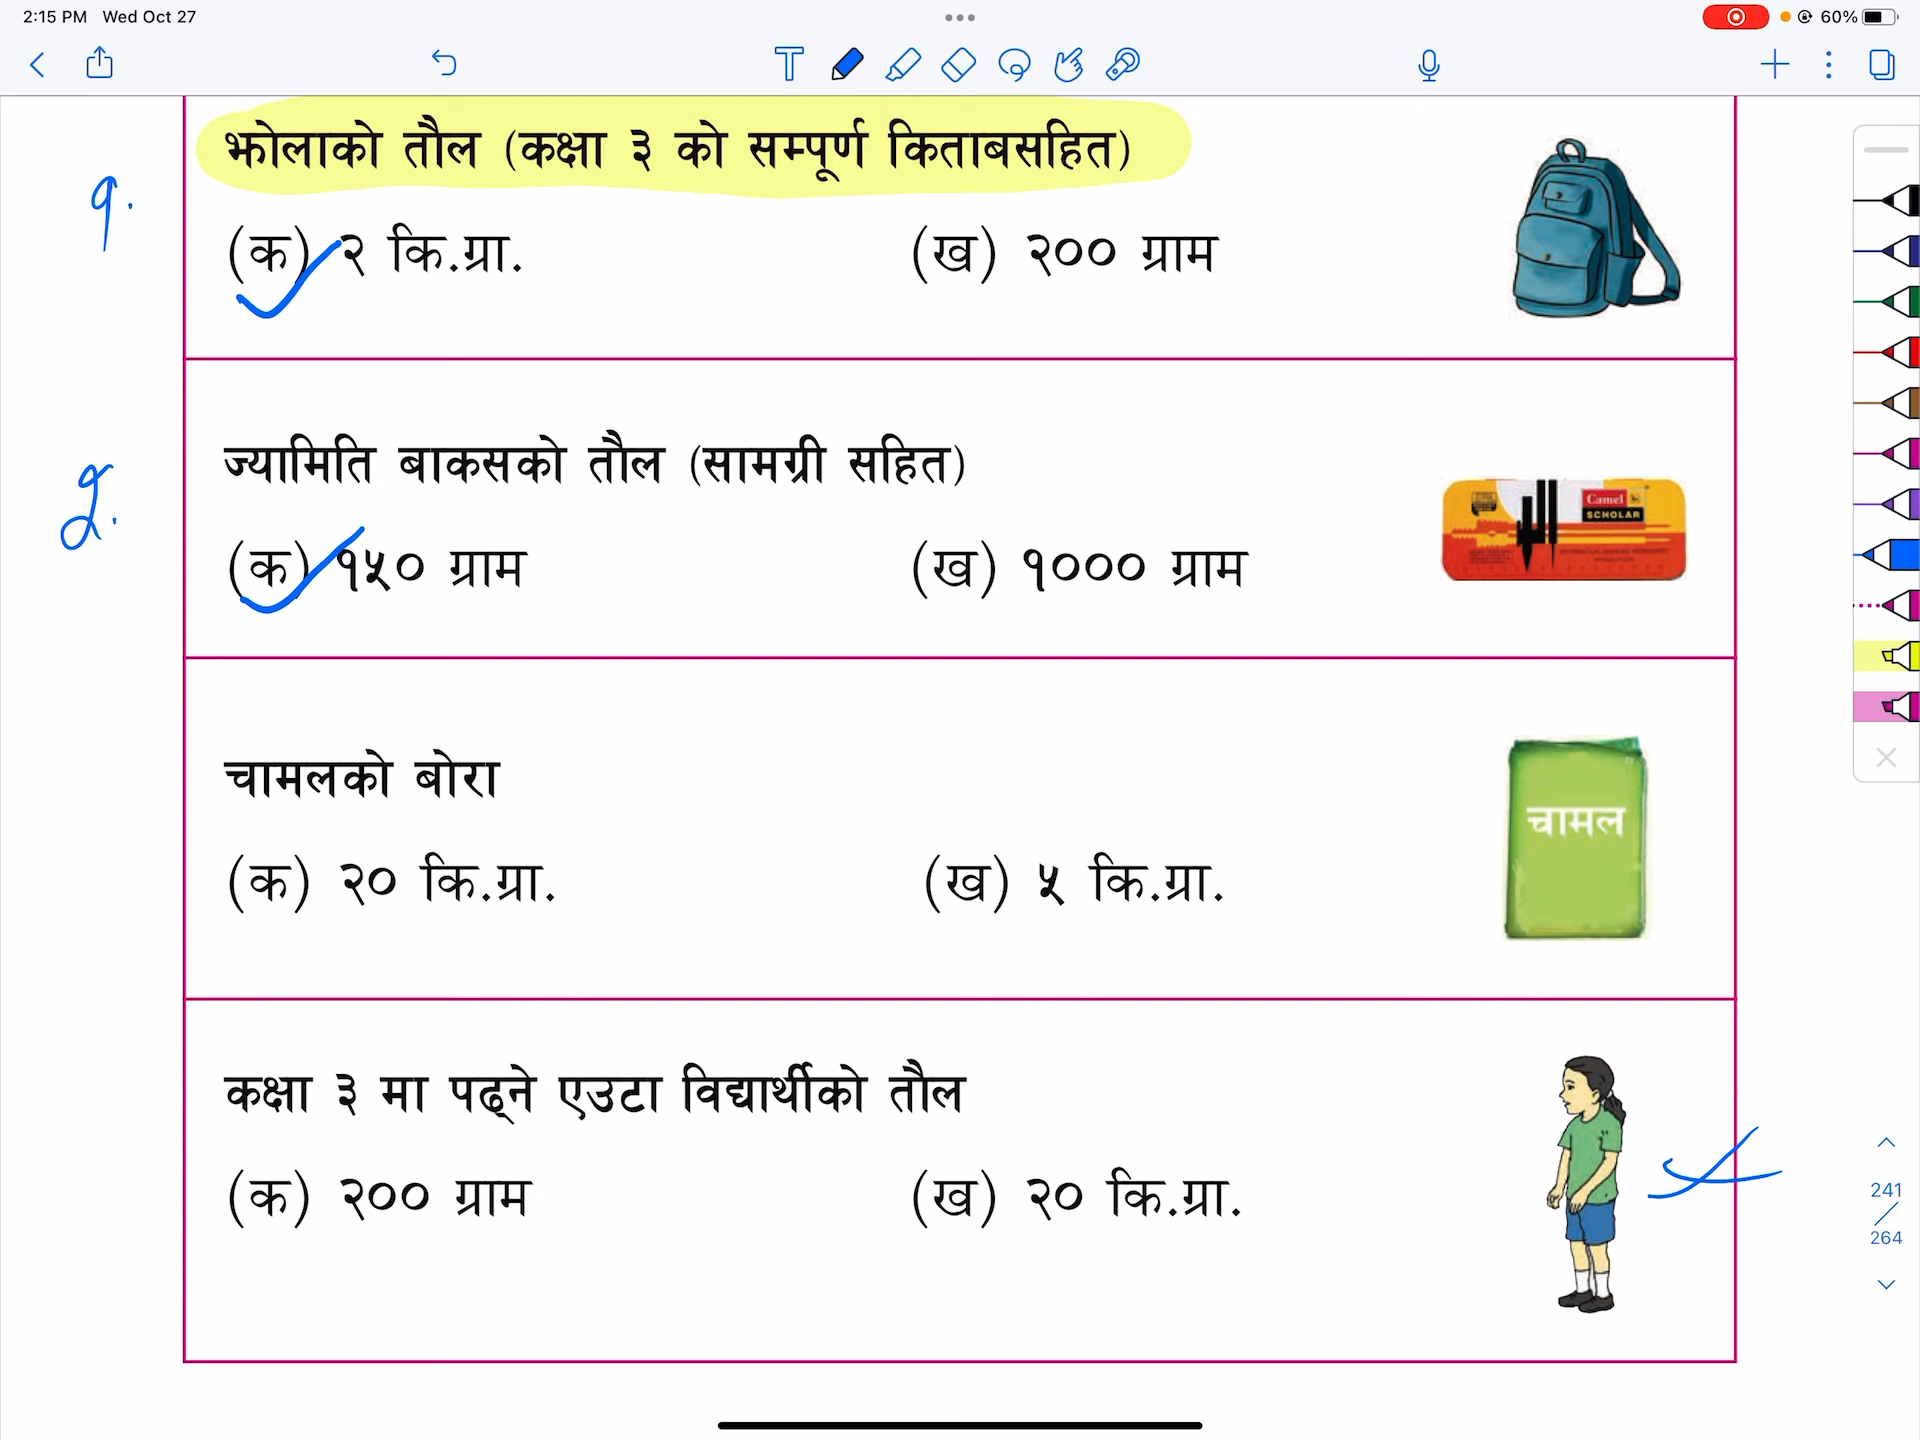 2:15 PM Wed Oct 27
60%
झोलाको तौल (कक्षा ३ को सम्पूर्ण किताबसहित)
१.
(क) २ कि.ग्रा. (ख) २०० ग्राम
ज्यामिति बाकसको तौल (सामग्री सहित)
Camel
SCHOLAR
२.
(क) १५० ग्राम (ख) १००० ग्राम
चामलको बोरा
चामल
(क) २० कि.ग्रा. (ख) ५ कि.ग्रा.
कक्षा ३ मा पढ्ने एउटा विद्यार्थीको तौल
(क) २०० ग्राम (ख) २० कि.ग्रा.
241
/
264